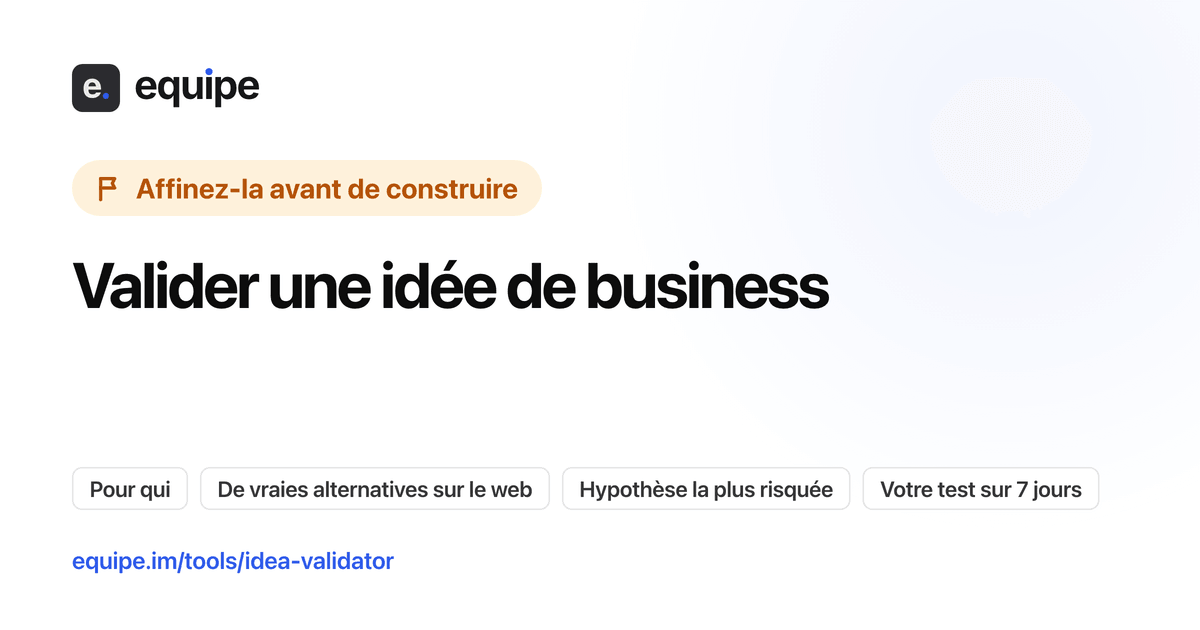 e. equipe
Affinez-la avant de construire
Valider une idée de business
Pour qui
De vraies alternatives sur le web
Hypothèse la plus risquée
Votre test sur 7 jours
equipe.im/tools/idea-validator